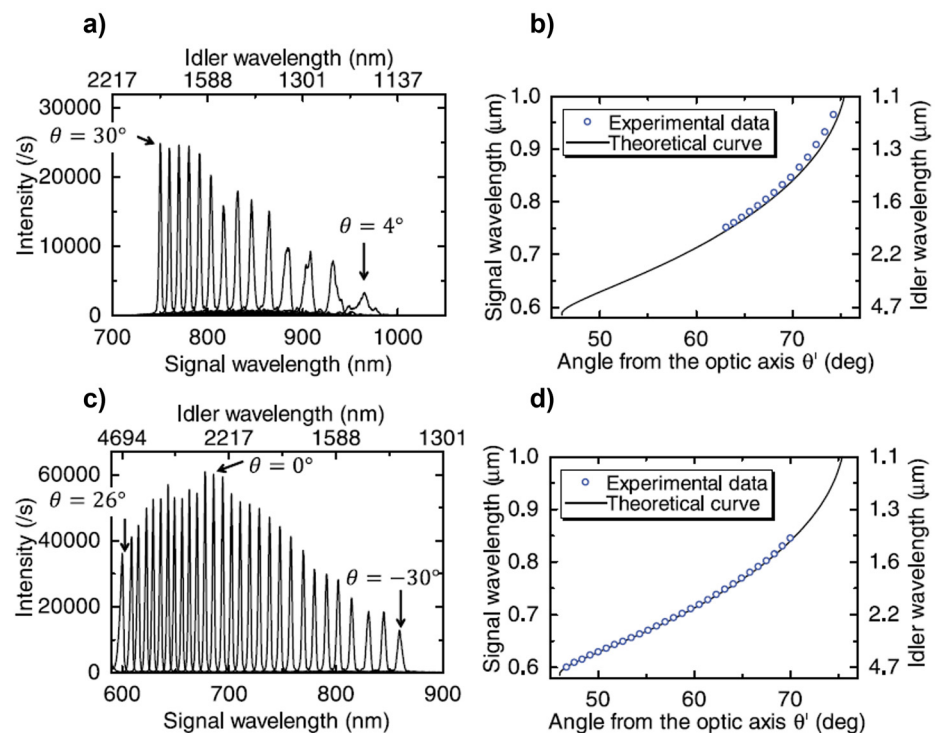 a)
Idler wavelength (nm)
2217 1588 1301 1137
Intensity (/s)
30000
20000
10000
0
θ = 30°
θ = 4°
700 800 900 1000
Signal wavelength (nm)
b)
Signal wavelength (μm)
1.0
0.9
0.8
0.7
0.6
Experimental data
Theoretical curve
1.1
1.3
1.6
2.2
4.7
Idler wavelength (μm)
50 60 70
Angle from the optic axis θ' (deg)
c)
Idler wavelength (nm)
4694 2217 1588 1301
Intensity (/s)
60000
40000
20000
0
θ = 26°
θ = 0°
θ = −30°
600 700 800 900
Signal wavelength (nm)
d)
Signal wavelength (μm)
1.0
0.9
0.8
0.7
0.6
Experimental data
Theoretical curve
1.1
1.3
1.6
2.2
4.7
Idler wavelength (μm)
50 60 70
Angle from the optic axis θ' (deg)